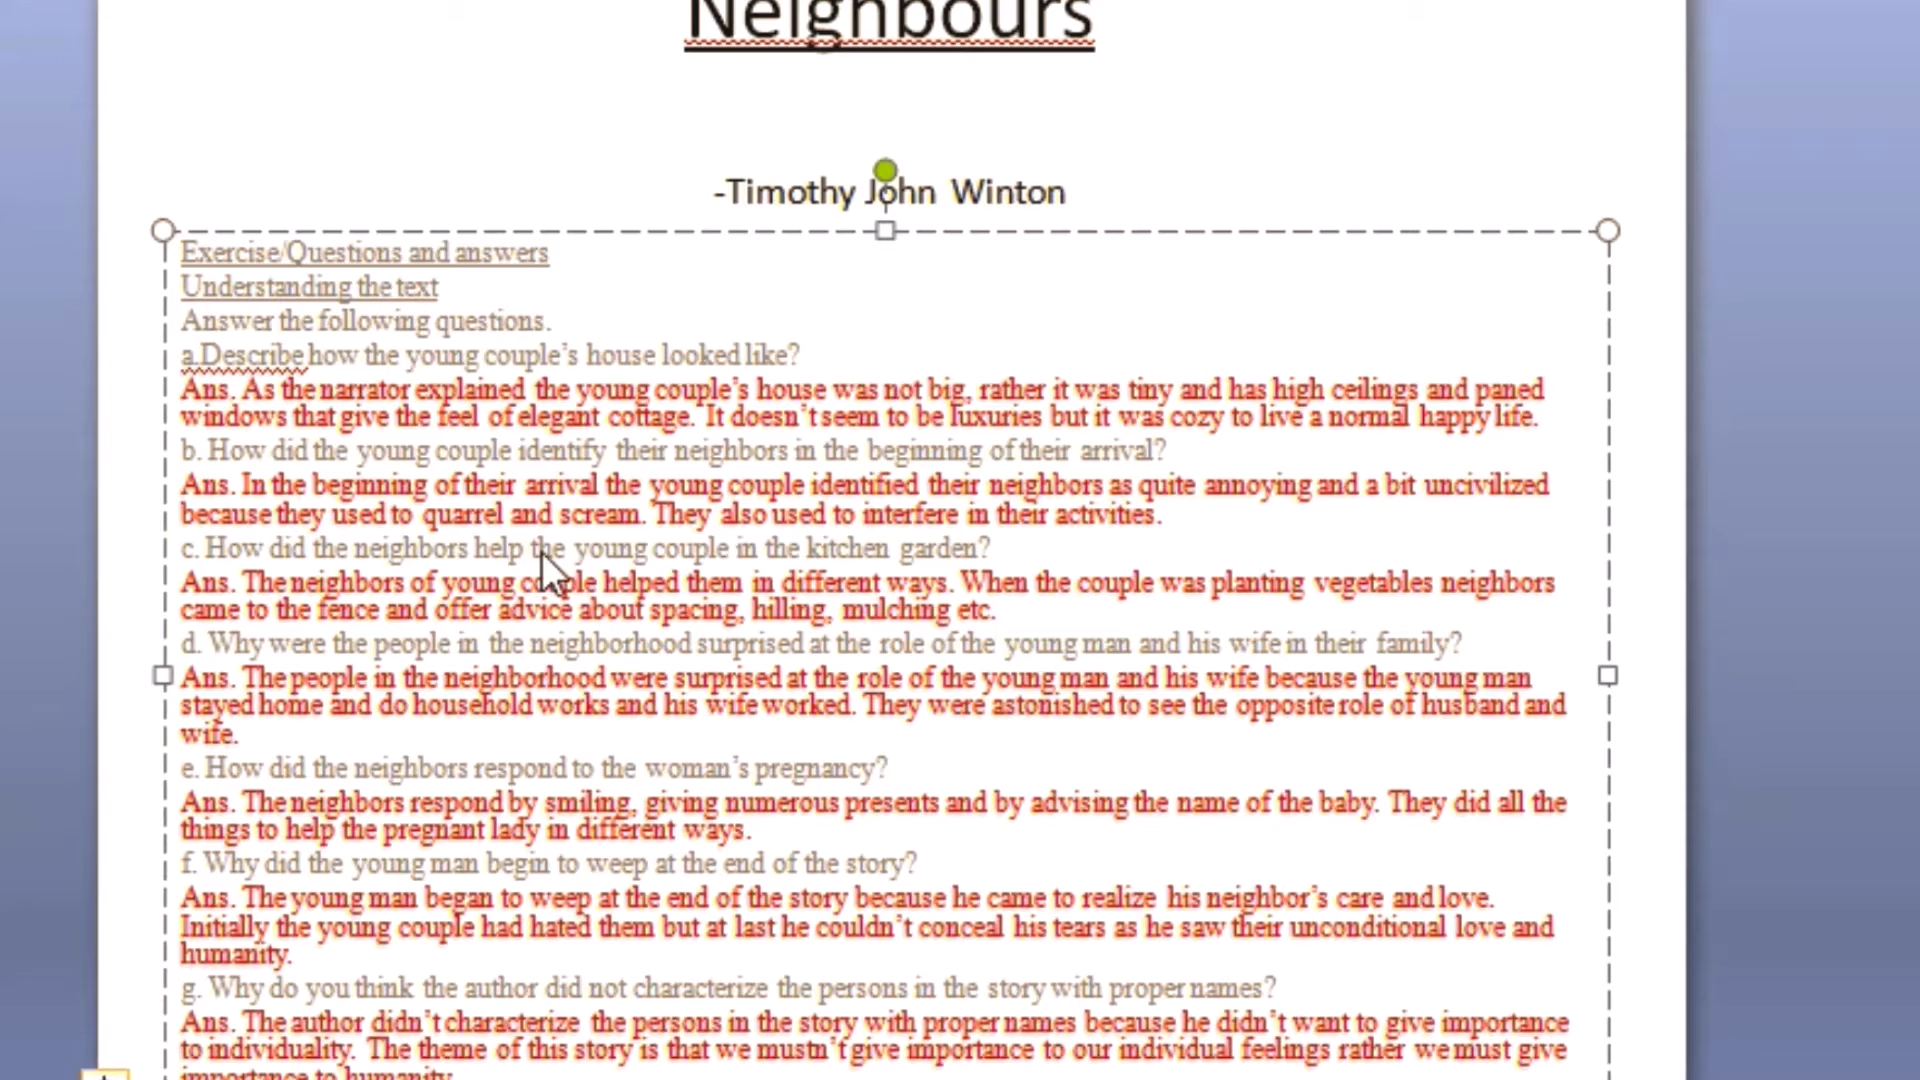 Neighbours
-Timothy John Winton
Exercise/Questions and answers
Understanding the text
Answer the following questions.
a.Describe how the young couple's house looked like?
Ans. As the narrator explained the young couple's house was not big, rather it was tiny and has high ceilings and paned
windows that give the feel of elegant cottage. It doesn't seem to be luxuries but it was cozy to live a normal happy life.
b. How did the young couple identify their neighbors in the beginning of their arrival?
Ans. In the beginning of their arrival the young couple identified their neighbors as quite annoying and a bit uncivilized
because they used to quarrel and scream. They also used to interfere in their activities.
c. How did the neighbors help the young couple in the kitchen garden?
Ans. The neighbors of young couple helped them in different ways. When the couple was planting vegetables neighbors
came to the fence and offer advice about spacing, hilling, mulching etc.
d. Why were the people in the neighborhood surprised at the role of the young man and his wife in their family?
Ans. The people in the neighborhood were surprised at the role of the young man and his wife because the young man
stayed home and do household works and his wife worked. They were astonished to see the opposite role of husband and
wife.
e. How did the neighbors respond to the woman's pregnancy?
Ans. The neighbors respond by smiling, giving numerous presents and by advising the name of the baby. They did all the
things to help the pregnant lady in different ways.
f. Why did the young man begin to weep at the end of the story?
Ans. The young man began to weep at the end of the story because he came to realize his neighbor's care and love.
Initially the young couple had hated them but at last he couldn't conceal his tears as he saw their unconditional love and
humanity.
g. Why do you think the author did not characterize the persons in the story with proper names?
Ans. The author didn't characterize the persons in the story with proper names because he didn't want to give importance
to individuality. The theme of this story is that we mustn't give importance to our individual feelings rather we must give
importance to humanity.